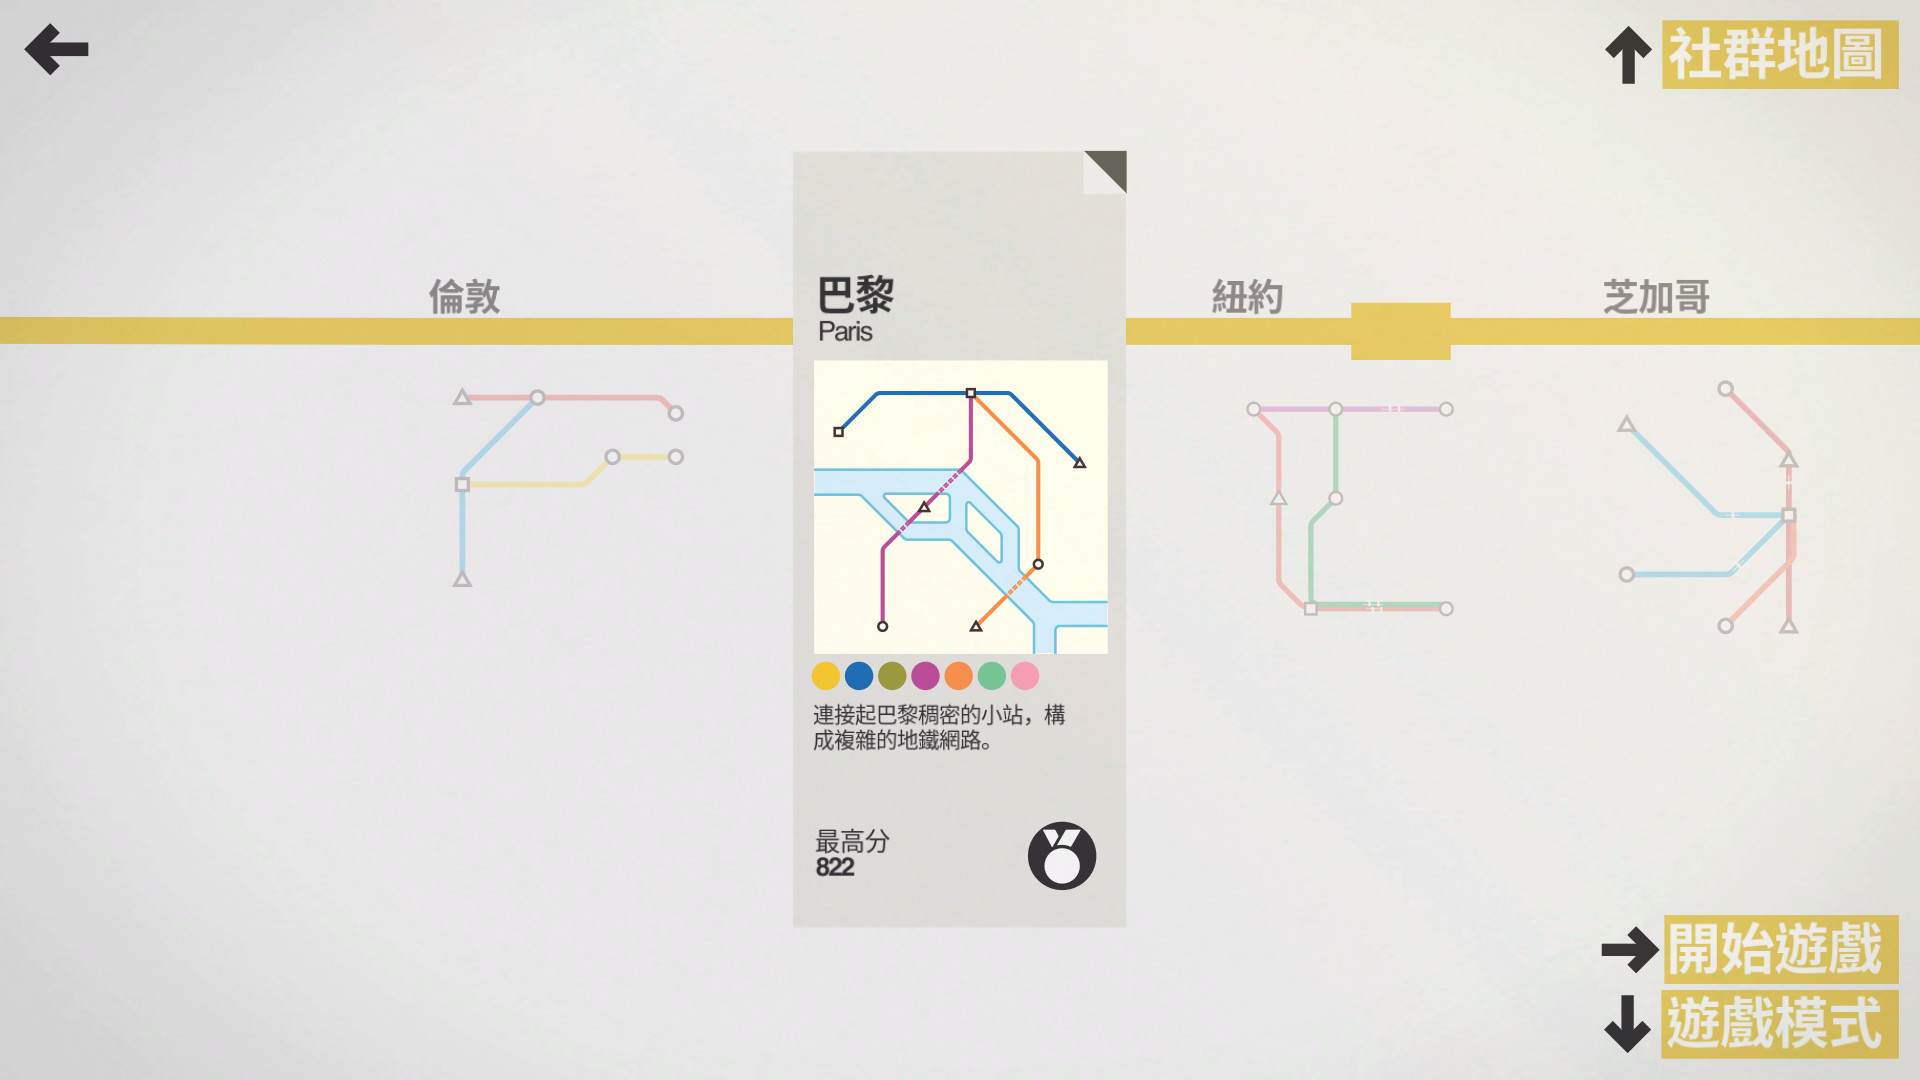 社群地圖
倫敦
巴黎
Paris
紐約
芝加哥
連接起巴黎稠密的小站，構
成複雜的地鐵網路。
最高分
822
開始遊戲
遊戲模式